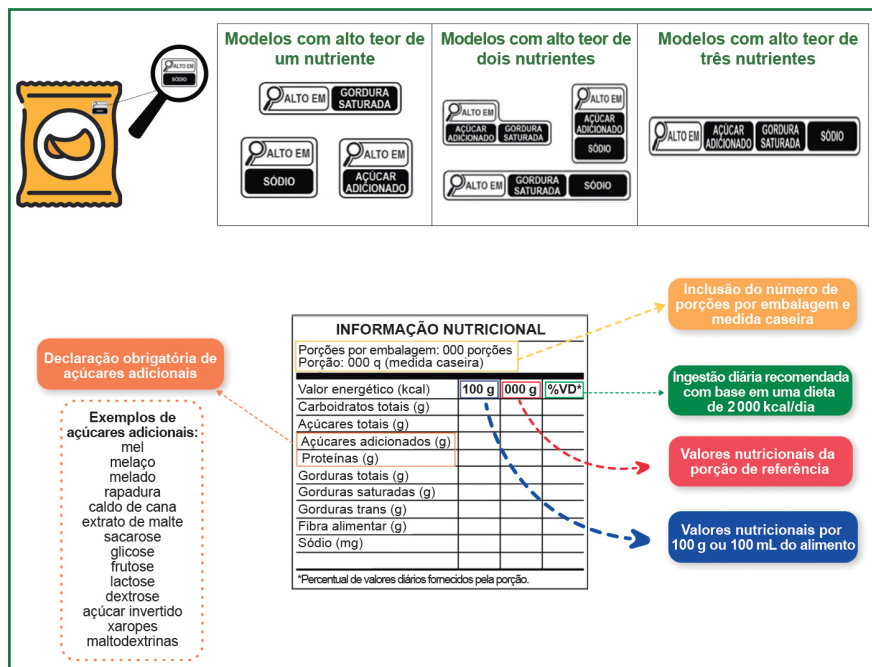 Modelos com alto teor de
um nutriente
ALTO EM
GORDURA
SATURADA
ALTO EM
SÓDIO
ALTO EM
AÇÚCAR
ADICIONADO
Modelos com alto teor de
dois nutrientes
ALTO EM
AÇÚCAR
ADICIONADO
GORDURA
SATURADA
ALTO EM
AÇÚCAR
ADICIONADO
SÓDIO
ALTO EM
GORDURA
SATURADA
SÓDIO
Modelos com alto teor de
três nutrientes
ALTO EM
AÇÚCAR
ADICIONADO
GORDURA
SATURADA
SÓDIO
ALTO EM
SÓDIO
Declaração obrigatória de
açúcares adicionais
Exemplos de
açúcares adicionais:
mel
melaço
melado
rapadura
caldo de cana
extrato de malte
sacarose
glicose
frutose
lactose
dextrose
açúcar invertido
xaropes
maltodextrinas
INFORMAÇÃO NUTRICIONAL
Porções por embalagem: 000 porções
Porção: 000 q (medida caseira)
Valor energético (kcal) 100 g 000 g %VD*
Carboidratos totais (g)
Açúcares totais (g)
Açúcares adicionados (g)
Proteínas (g)
Gorduras totais (g)
Gorduras saturadas (g)
Gorduras trans (g)
Fibra alimentar (g)
Sódio (mg)
*Percentual de valores diários fornecidos pela porção.
Inclusão do número de
porções por embalagem e
medida caseira
Ingestão diária recomendada
com base em uma dieta
de 2 000 kcal/dia
Valores nutricionais da
porção de referência
Valores nutricionais por
100 g ou 100 mL do alimento